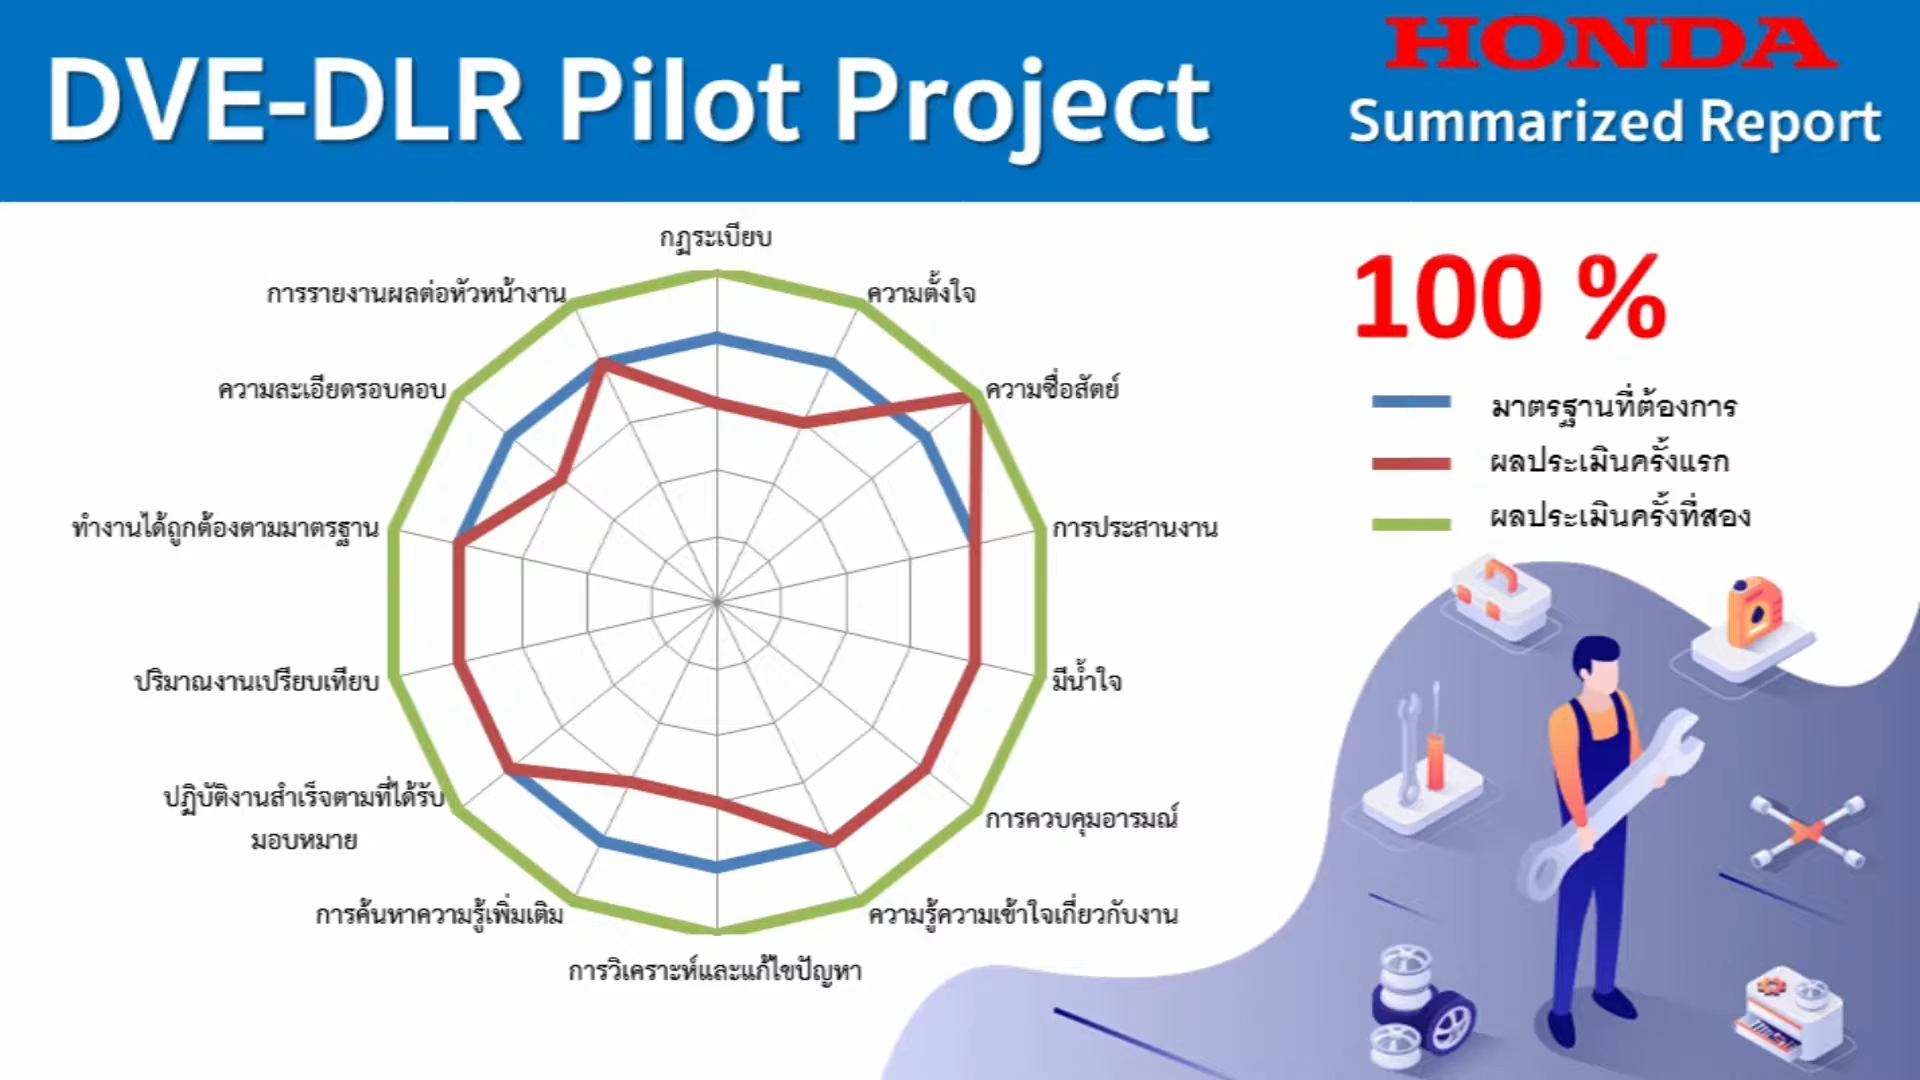 DVE-DLR Pilot Project
HONDA
Summarized Report
100 %
มาตรฐานที่ต้องการ
ผลประเมินครั้งแรก
ผลประเมินครั้งที่สอง
กฎระเบียบ
ความตั้งใจ
ความซื่อสัตย์
การประสานงาน
มีน้ำใจ
การควบคุมอารมณ์
ความรู้ความเข้าใจเกี่ยวกับงาน
การวิเคราะห์และแก้ไขปัญหา
การค้นหาความรู้เพิ่มเติม
ปฏิบัติงานสำเร็จตามที่ได้รับ
มอบหมาย
ปริมาณงานเปรียบเทียบ
ทำงานได้ถูกต้องตามมาตรฐาน
ความละเอียดรอบคอบ
การรายงานผลต่อหัวหน้างาน